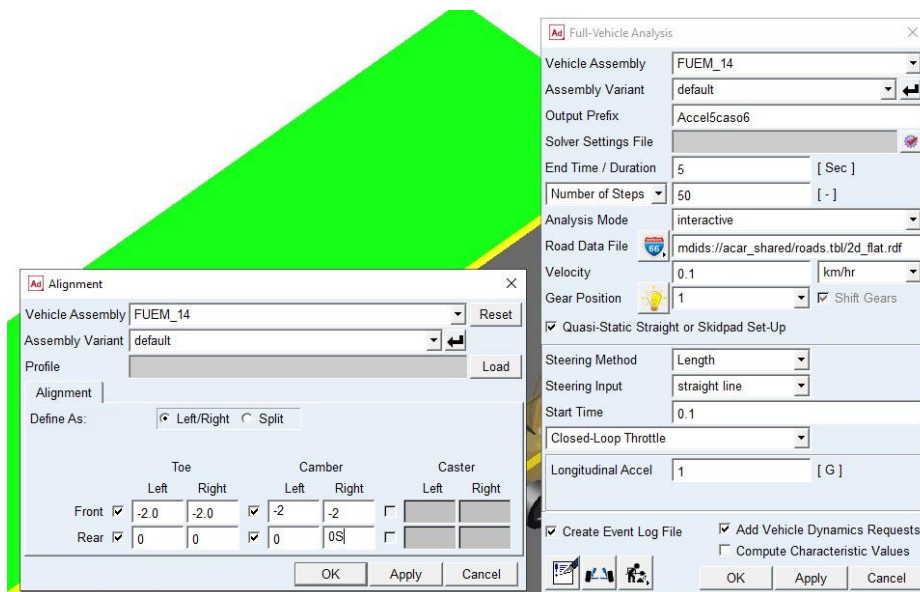 Ad Full-Vehicle Analysis
Vehicle Assembly FUEM_14
Assembly Variant default
Output Prefix Accel5caso6
Solver Settings File
End Time / Duration 5 [ Sec ]
Number of Steps 50 [ - ]
Analysis Mode interactive
Road Data File 66 mdids://acar_shared/roads.tbl/2d_flat.rdf
Velocity 0.1 km/hr
Gear Position 1 Shift Gears
Quasi-Static Straight or Skidpad Set-Up
Steering Method Length
Steering Input straight line
Start Time 0.1
Closed-Loop Throttle
Longitudinal Accel 1 [ G ]
Create Event Log File Add Vehicle Dynamics Requests
Compute Characteristic Values
OK Apply Cancel
Ad Alignment
Vehicle Assembly FUEM_14 Reset
Assembly Variant default
Profile Load
Alignment
Define As: Left/Right Split
Toe Camber Caster
Left Right Left Right Left Right
Front -2.0 -2.0 -2 -2
Rear 0 0 0 0S
OK Apply Cancel